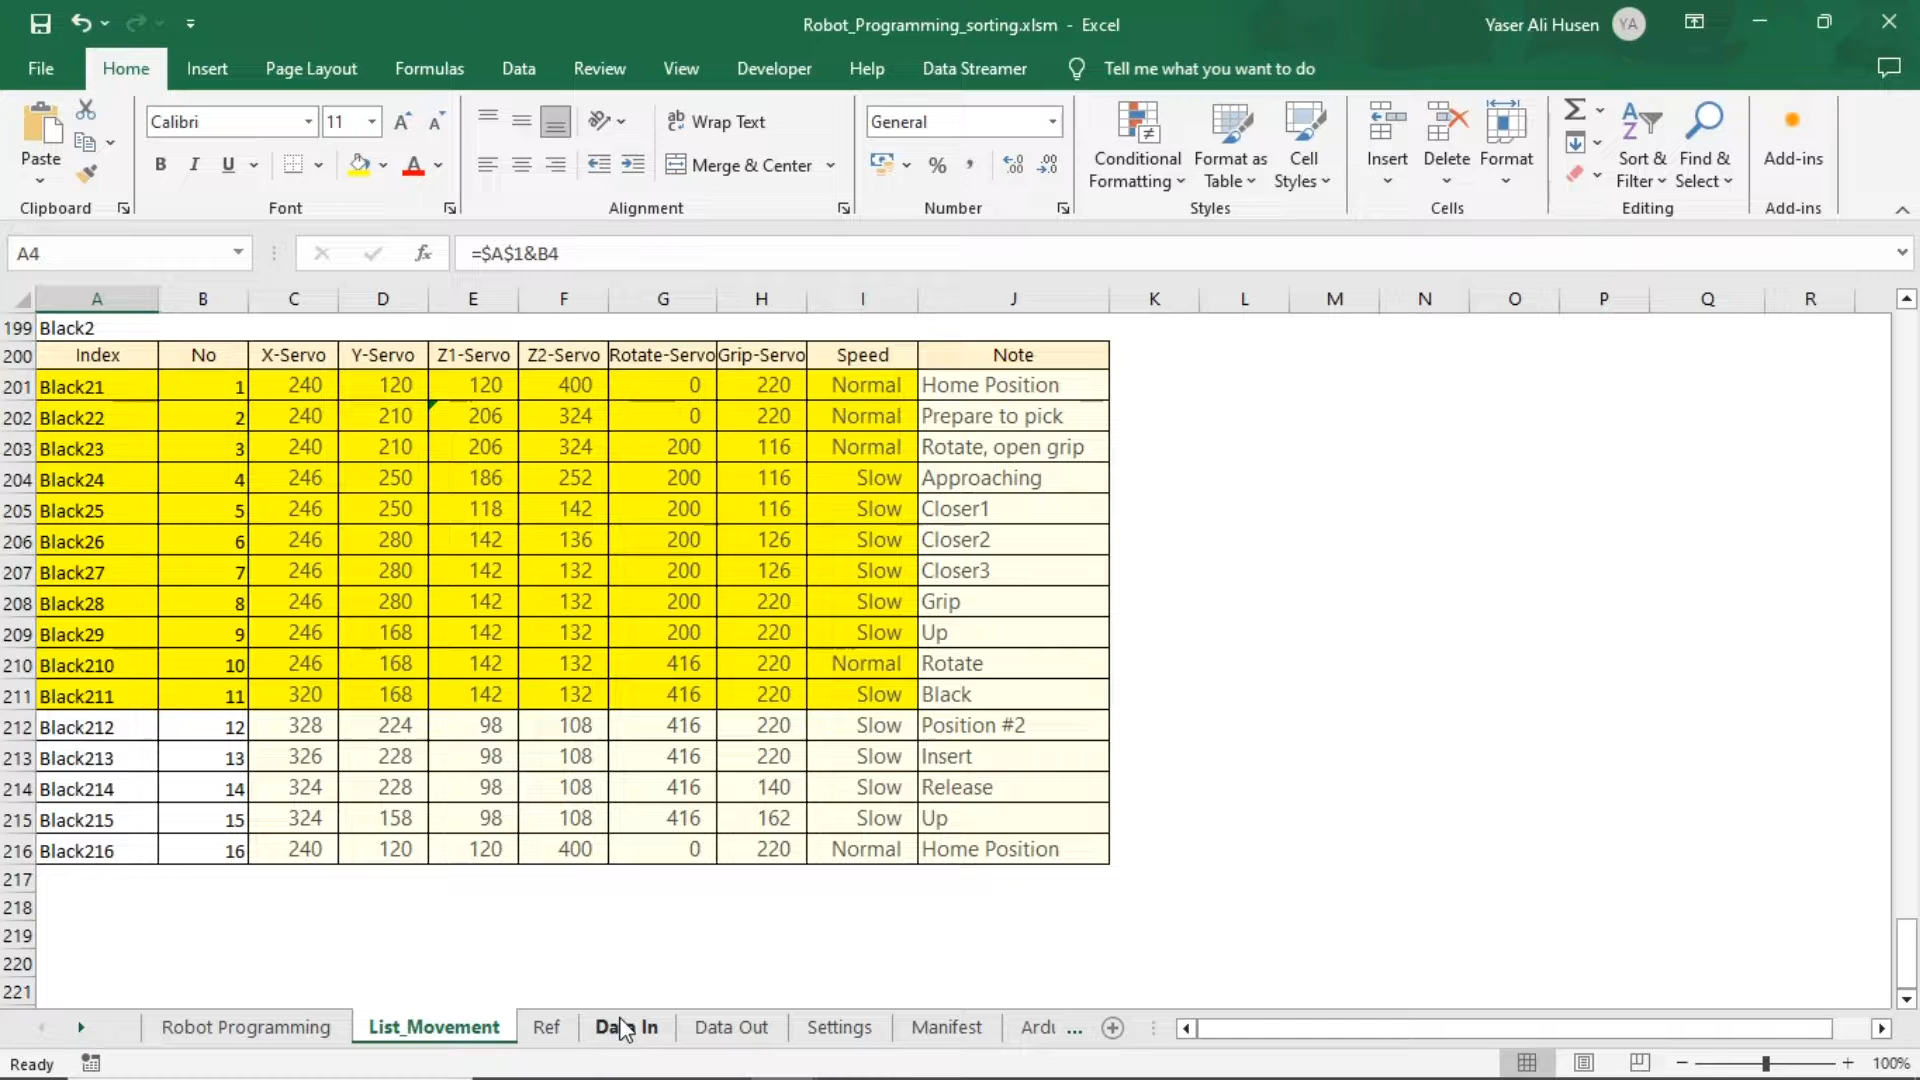 Robot_Programming_sorting.xlsm - Excel
Yaser Ali Husen YA
File Home Insert Page Layout Formulas Data Review View Developer Help Data Streamer Tell me what you want to do
Calibri 11 Wrap Text General
Paste B I U Merge & Center % Conditional Formatting Format as Table Cell Styles Insert Delete Format Sort & Filter Find & Select Add-ins
Clipboard Font Alignment Number Styles Cells Editing Add-ins
A4 fx =$A$1&B4
A B C D E F G H I J K L M N O P Q R
199 Black2
200 Index No X-Servo Y-Servo Z1-Servo Z2-Servo Rotate-Servo Grip-Servo Speed Note
201 Black21 1 240 120 120 400 0 220 Normal Home Position
202 Black22 2 240 210 206 324 0 220 Normal Prepare to pick
203 Black23 3 240 210 206 324 200 116 Normal Rotate, open grip
204 Black24 4 246 250 186 252 200 116 Slow Approaching
205 Black25 5 246 250 118 142 200 116 Slow Closer1
206 Black26 6 246 280 142 136 200 126 Slow Closer2
207 Black27 7 246 280 142 132 200 126 Slow Closer3
208 Black28 8 246 280 142 132 200 220 Slow Grip
209 Black29 9 246 168 142 132 200 220 Slow Up
210 Black210 10 246 168 142 132 416 220 Normal Rotate
211 Black211 11 320 168 142 132 416 220 Slow Black
212 Black212 12 328 224 98 108 416 220 Slow Position #2
213 Black213 13 326 228 98 108 416 220 Slow Insert
214 Black214 14 324 228 98 108 416 140 Slow Release
215 Black215 15 324 158 98 108 416 162 Slow Up
216 Black216 16 240 120 120 400 0 220 Normal Home Position
217
218
219
220
221
Robot Programming List_Movement Ref Data In Data Out Settings Manifest Ardu ...
Ready 100%